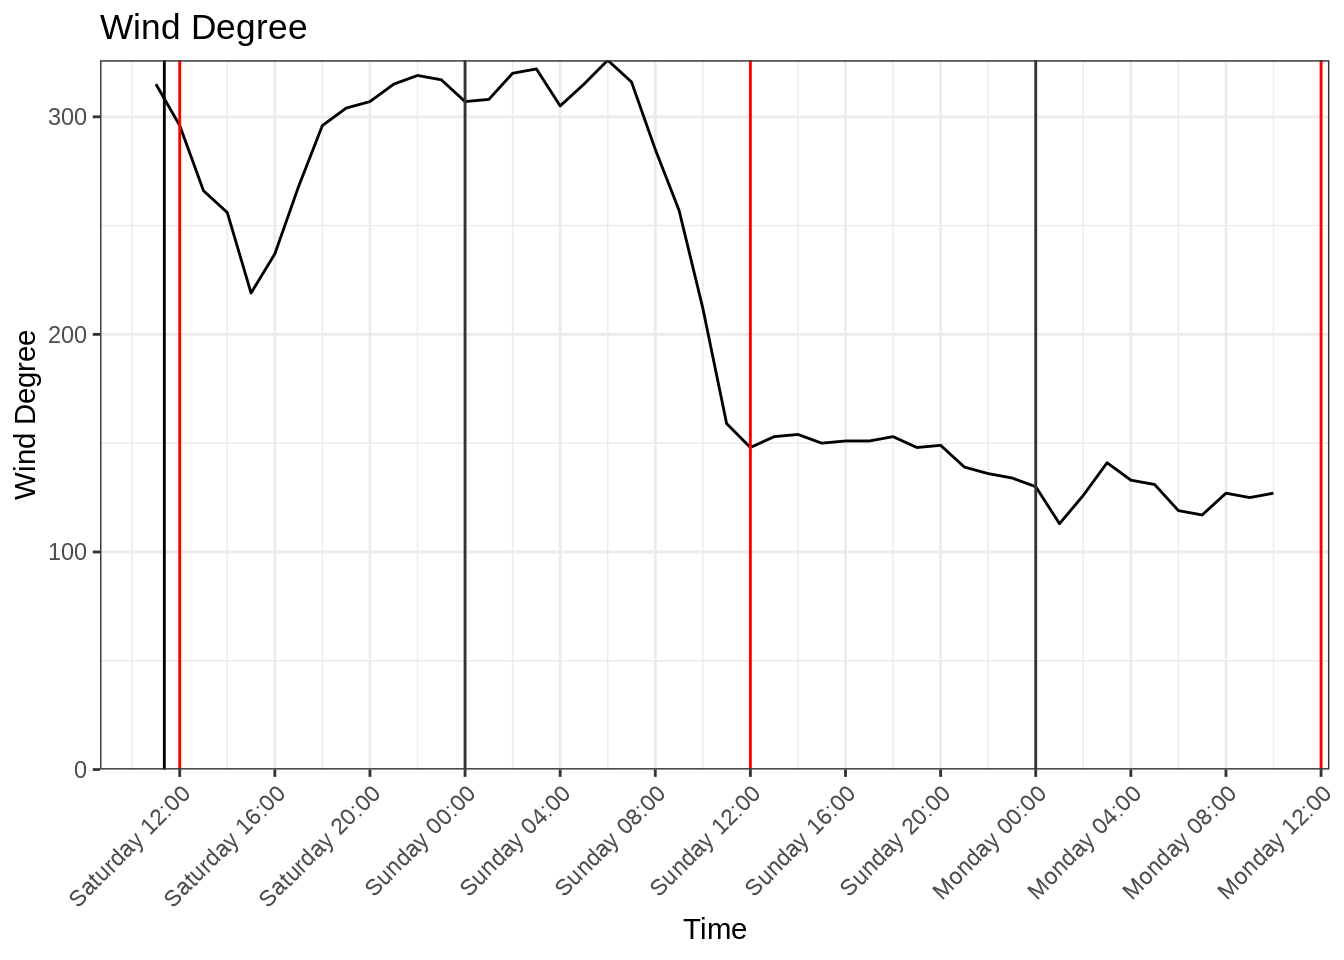 Wind Degree
Wind Degree
300
200
100
0
Saturday 12:00
Saturday 16:00
Saturday 20:00
Sunday 00:00
Sunday 04:00
Sunday 08:00
Sunday 12:00
Sunday 16:00
Sunday 20:00
Monday 00:00
Monday 04:00
Monday 08:00
Monday 12:00
Time